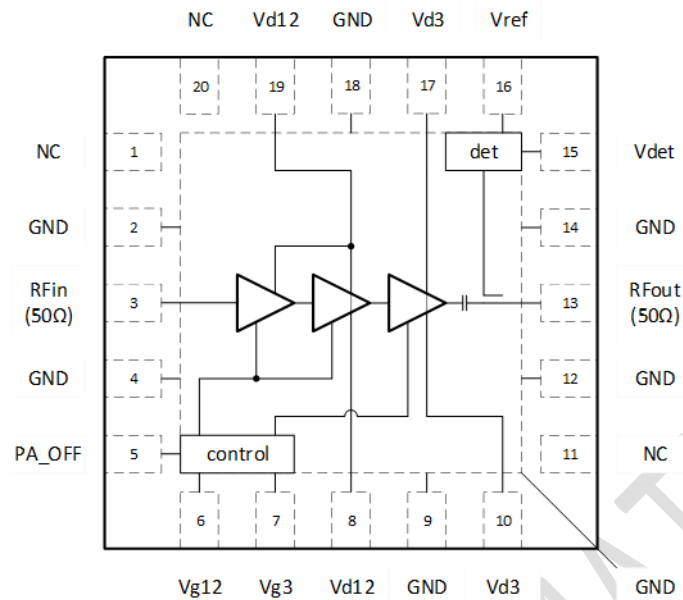 NC Vd12 GND Vd3 Vref
20 19 18 17 16
NC 1 det 15 Vdet
GND 2 14 GND
RFin
(50Ω) 3 13 RFout
(50Ω)
GND 4 12 GND
PA_OFF 5 control 11 NC
6 7 8 9 10
Vg12 Vg3 Vd12 GND Vd3 GND